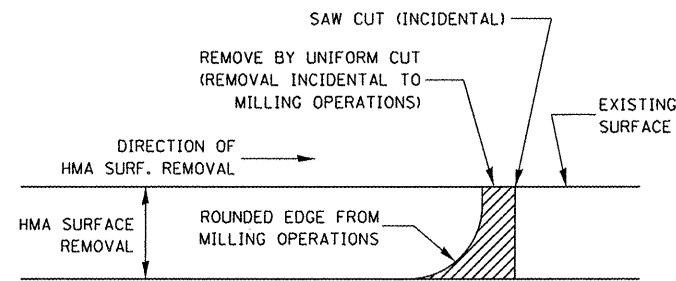 SAW CUT (INCIDENTAL)
REMOVE BY UNIFORM CUT
(REMOVAL INCIDENTAL TO
MILLING OPERATIONS)
EXISTING
SURFACE
DIRECTION OF
HMA SURF. REMOVAL
HMA SURFACE
REMOVAL
ROUNDED EDGE FROM
MILLING OPERATIONS